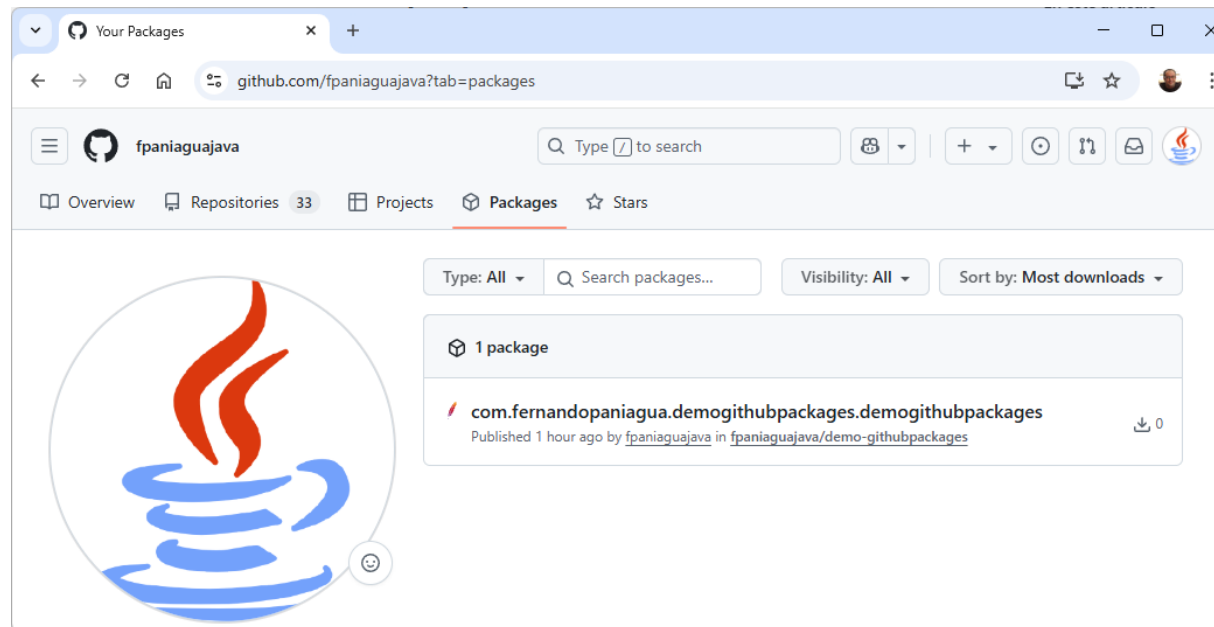 Your Packages
github.com/fpaniaguajava?tab=packages
fpaniaguajava
Type / to search
Overview Repositories 33 Projects Packages Stars
Type: All Search packages... Visibility: All Sort by: Most downloads
1 package
com.fernandopaniagua.demogithubpackages.demogithubpackages
Published 1 hour ago by fpaniaguajava in fpaniaguajava/demo-githubpackages
0